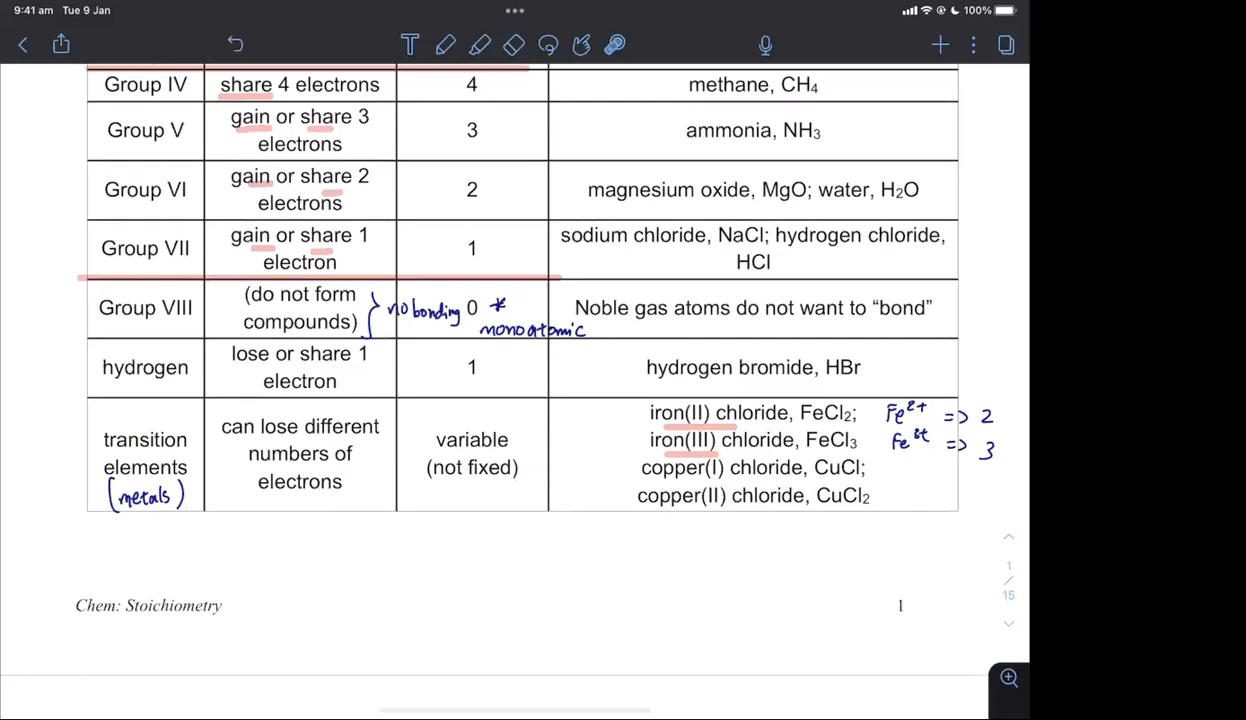 9:41 am Tue 9 Jan
100%
Group IV share 4 electrons 4 methane, CH₄
Group V gain or share 3 electrons 3 ammonia, NH₃
Group VI gain or share 2 electrons 2 magnesium oxide, MgO; water, H₂O
Group VII gain or share 1 electron 1 sodium chloride, NaCl; hydrogen chloride, HCl
Group VIII (do not form compounds) no bonding 0 * monoatomic Noble gas atoms do not want to “bond”
hydrogen lose or share 1 electron 1 hydrogen bromide, HBr
transition elements (metals) can lose different numbers of electrons variable (not fixed)
iron(II) chloride, FeCl₂; Fe²⁺ => 2
iron(III) chloride, FeCl₃ Fe³⁺ => 3
copper(I) chloride, CuCl;
copper(II) chloride, CuCl₂
1
/
15
Chem: Stoichiometry 1